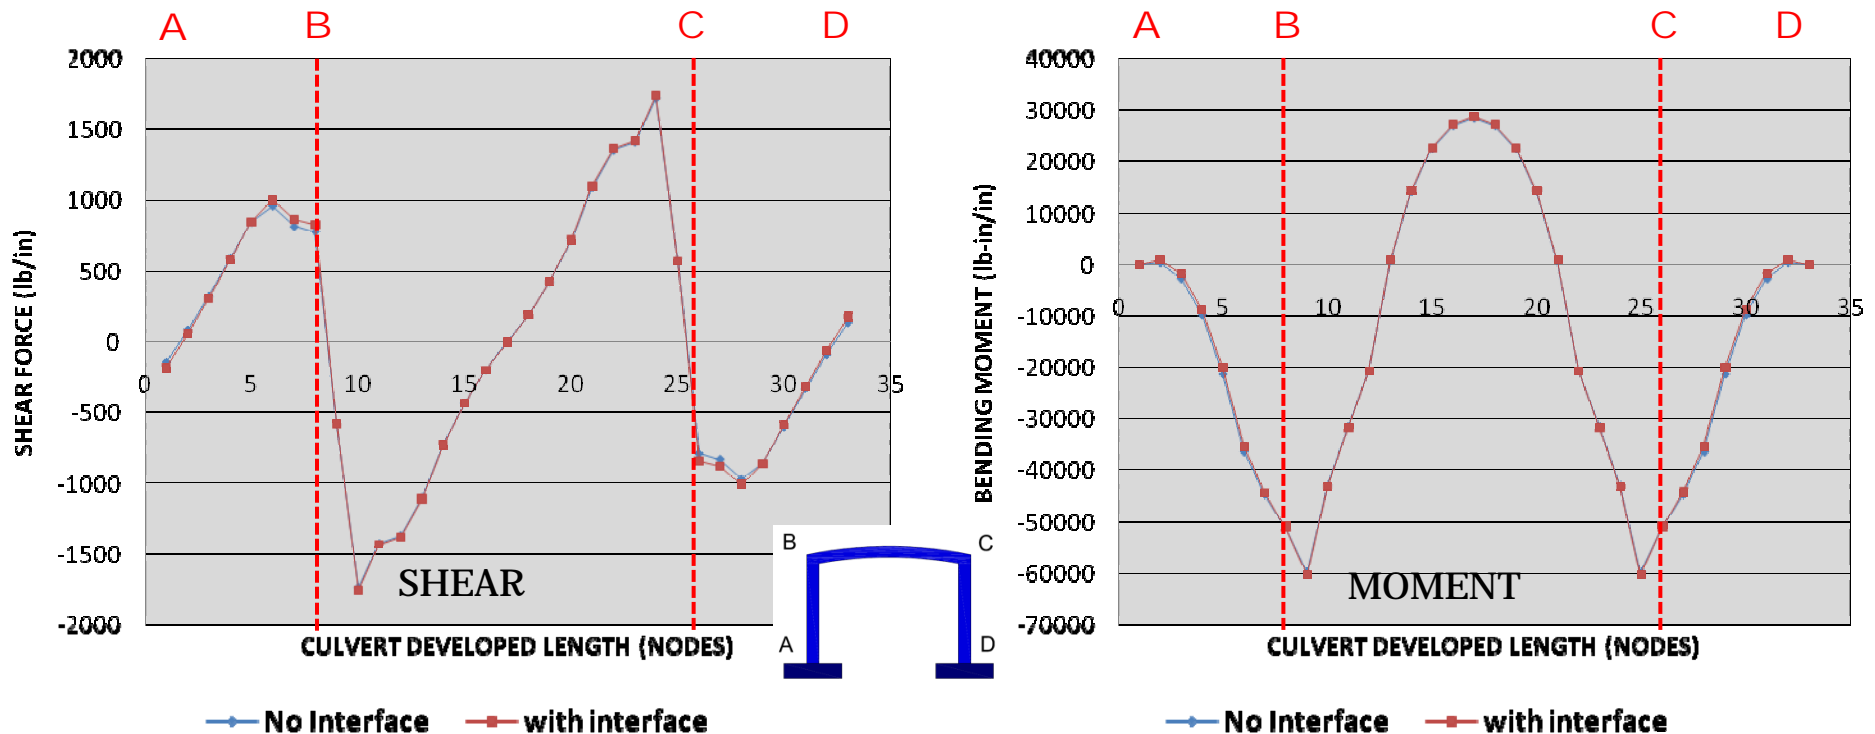 A B C D
2000
1500
1000
500
0
-500
-1000
-1500
-2000
0 5 10 15 20 25 30 35
SHEAR FORCE (lb/in)
SHEAR
CULVERT DEVELOPED LENGTH (NODES)
No Interface with interface
B C
A D
A B C D
40000
30000
20000
10000
0
-10000
-20000
-30000
-40000
-50000
-60000
-70000
0 5 10 15 20 25 30 35
BENDING MOMENT (lb-in/in)
MOMENT
CULVERT DEVELOPED LENGTH (NODES)
No Interface with interface